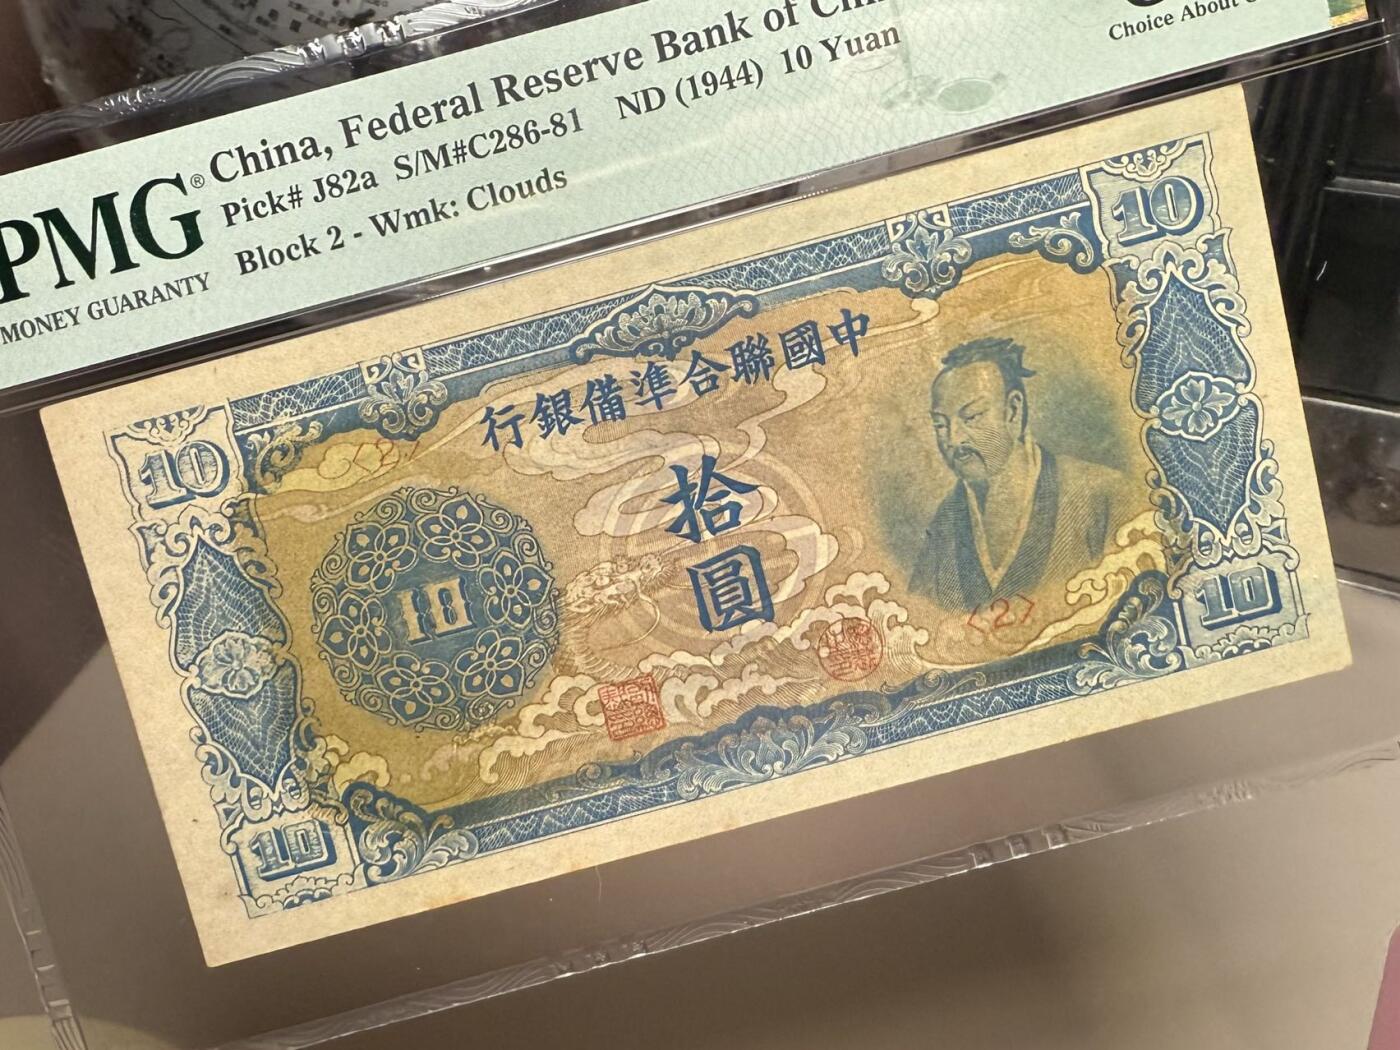 China, Federal Reserve Bank of
Pick# J82a S/M#C286-81 ND (1944) 10 Yuan
Block 2 - Wmk: Clouds
PMG®
MONEY GUARANTY
Choice About
10
10
中國聯合準備銀行
<2>
拾圓
10
<2>
10
10